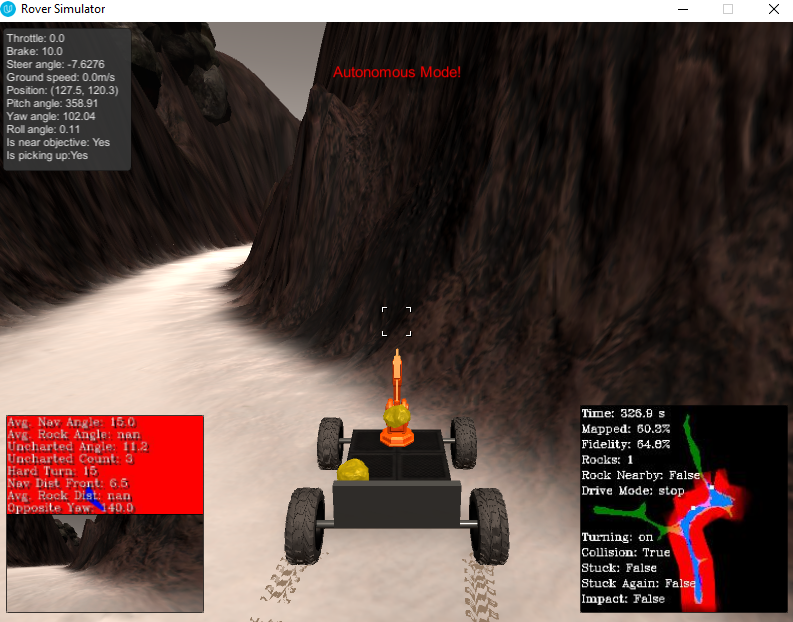 Rover Simulator
Throttle: 0.0
Brake: 10.0
Steer angle: -7.6276
Ground speed: 0.0m/s
Position: (127.5, 120.3)
Pitch angle: 358.91
Yaw angle: 102.04
Roll angle: 0.11
Is near objective: Yes
Is picking up:Yes
Autonomous Mode!
Avg. Nav Angle: 15.0
Avg. Rock Angle: nan
Uncharted Angle: 11.2
Uncharted Count: 3
Hard Turn: 15
Nav Dist Front: 6.5
Avg. Rock Dist: nan
Opposite Yaw: 140.0
Time: 326.9 s
Mapped: 60.3%
Fidelity: 64.8%
Rocks: 1
Rock Nearby: False
Drive Mode: stop
Turning: on
Collision: True
Stuck: False
Stuck Again: False
Impact: False